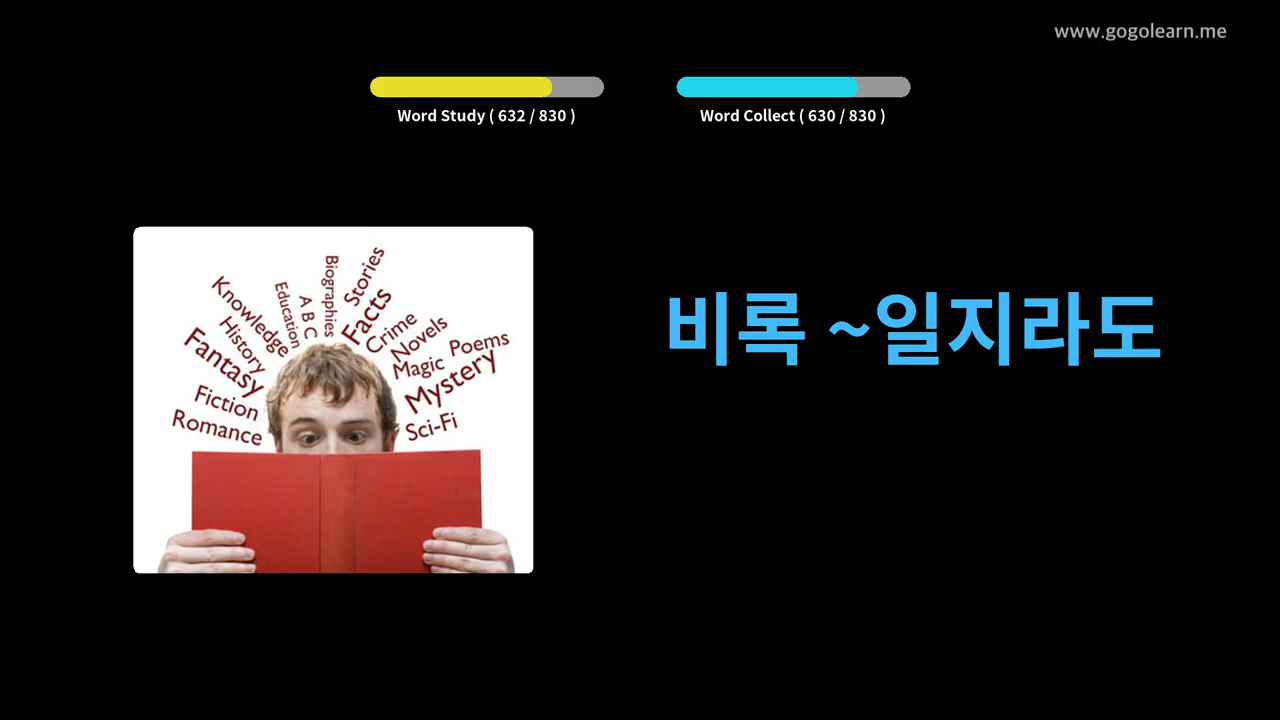 www.gogolearn.me
Word Study ( 632 / 830 )
Word Collect ( 630 / 830 )
Knowledge
History
Fantasy
Fiction
Romance
Education
A B C
Biographies
Stories
Facts
Crime
Novels
Magic
Poems
Mystery
Sci-Fi
비록 ~일지라도